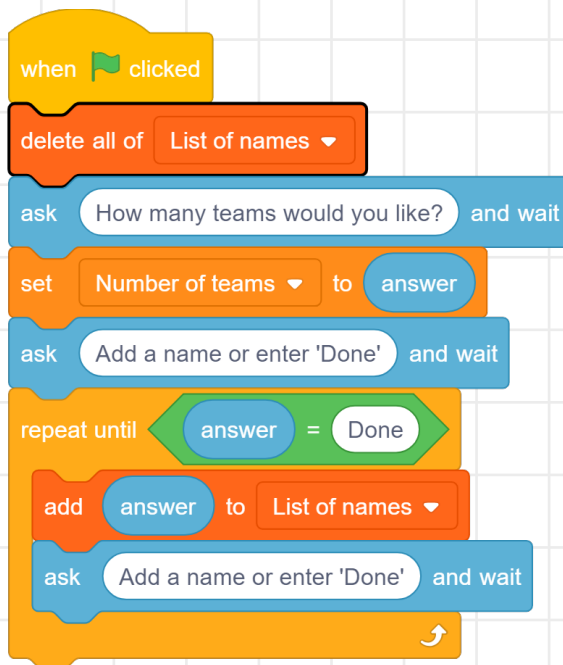 when clicked
delete all of List of names
ask How many teams would you like? and wait
set Number of teams to answer
ask Add a name or enter 'Done' and wait
repeat until answer = Done
add answer to List of names
ask Add a name or enter 'Done' and wait